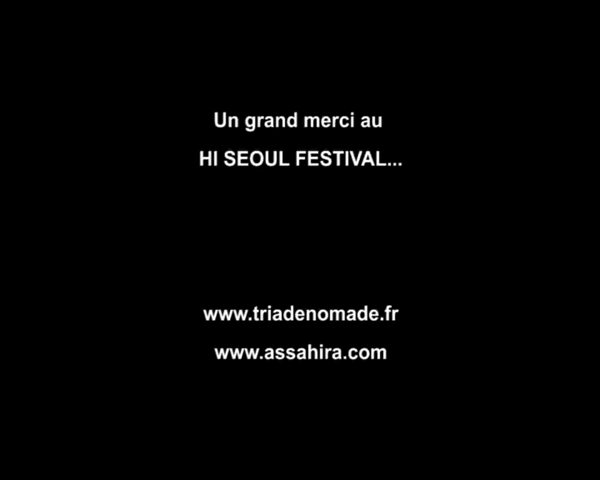 Un grand merci au
HI SEOUL FESTIVAL...
www.triadenomade.fr
www.assahira.com